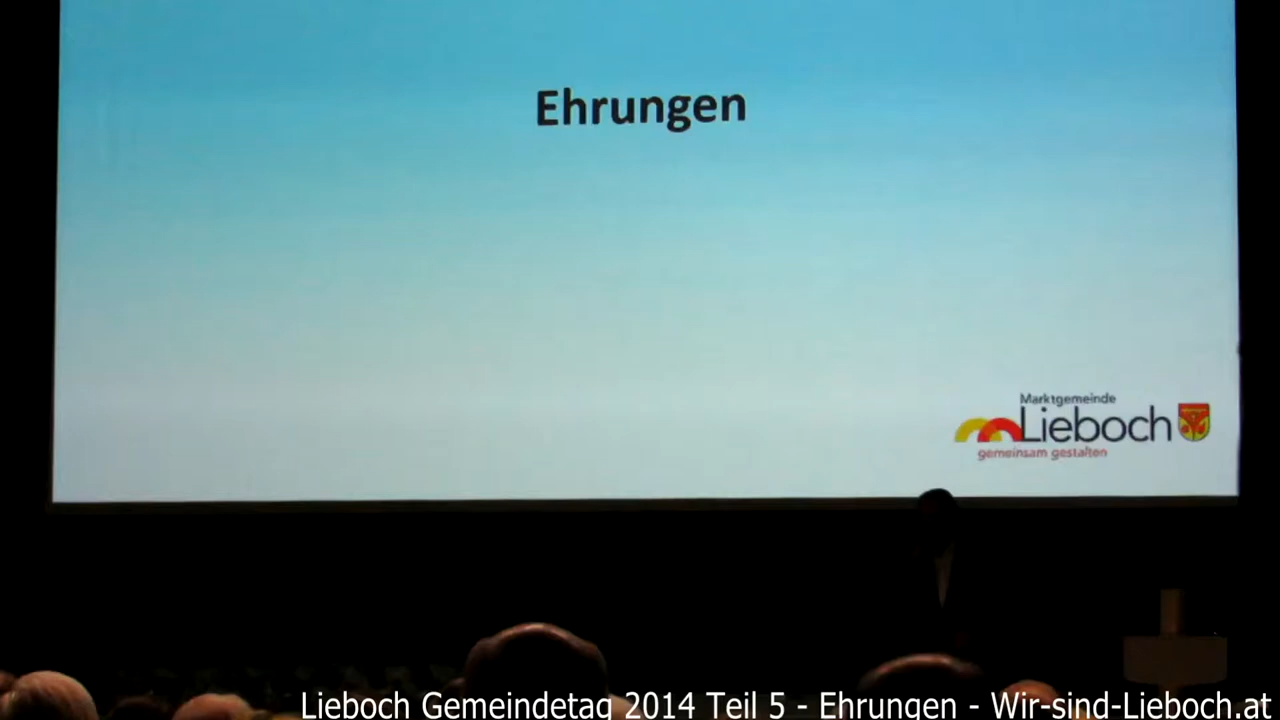 Ehrungen
Marktgemeinde
Lieboch
gemeinsam gestalten
Lieboch Gemeindetag 2014 Teil 5 - Ehrungen - Wir-sind-Lieboch.at